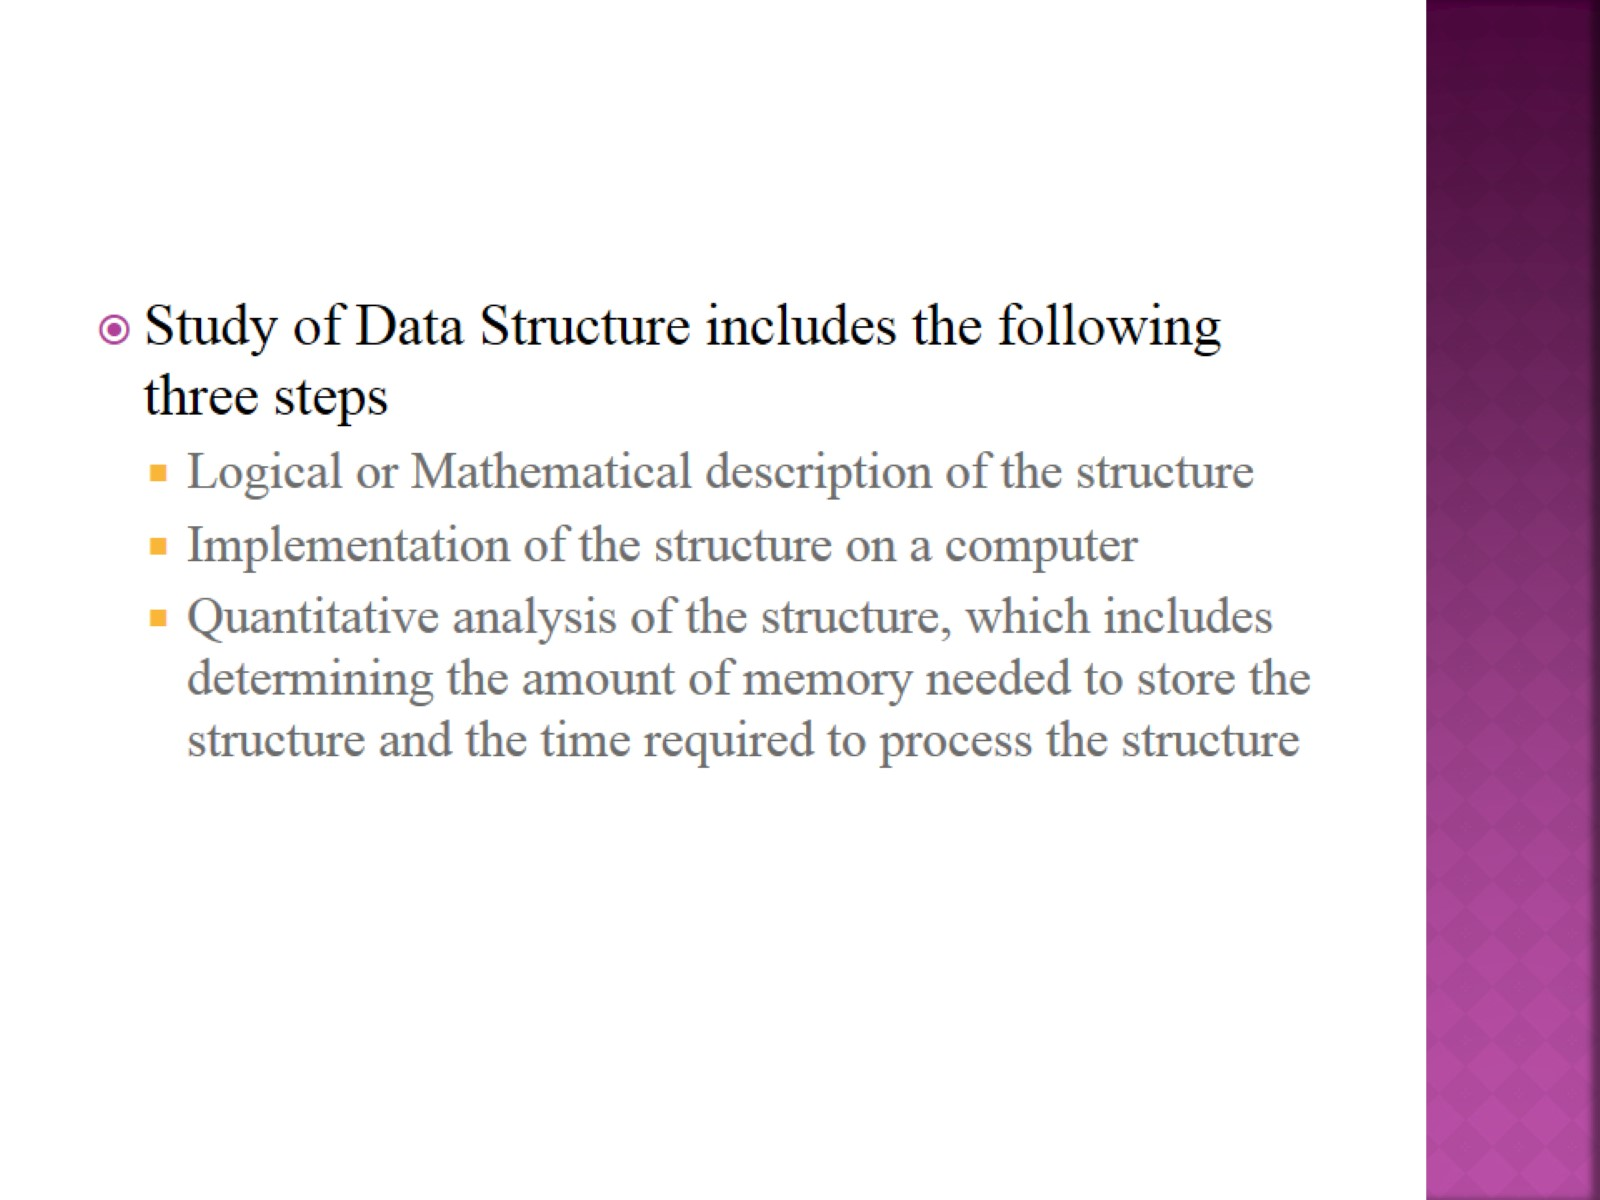 Study of Data Structure includes the following
three steps
Logical or Mathematical description of the structure
Implementation of the structure on a computer
Quantitative analysis of the structure, which includes
determining the amount of memory needed to store the
structure and the time required to process the structure